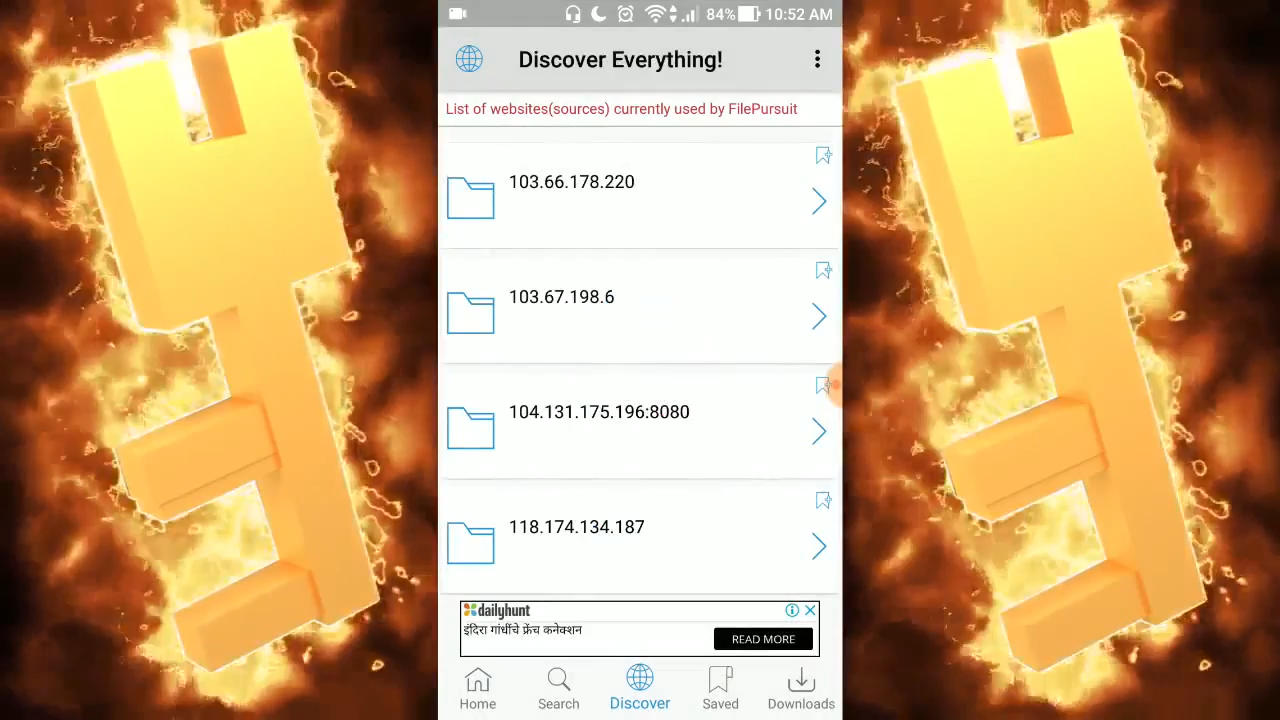 84% 10:52 AM
Discover Everything!
List of websites(sources) currently used by FilePursuit
103.66.178.220
103.67.198.6
104.131.175.196:8080
118.174.134.187
dailyhunt
इंदिरा गांधींचे फ्रेंच कनेक्शन
READ MORE
Home Search Discover Saved Downloads